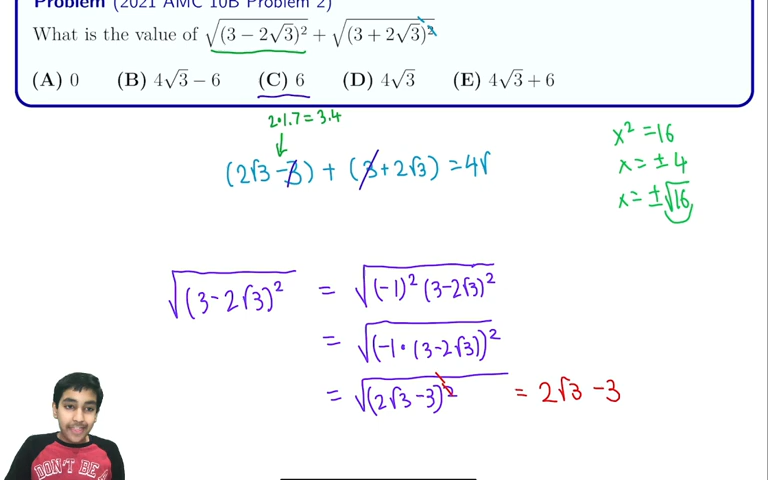 Problem (2021 AMC 10B Problem 2)
What is the value of √(3 − 2√3)² + √(3 + 2√3)²
(A) 0 (B) 4√3 − 6 (C) 6 (D) 4√3 (E) 4√3 + 6
2·1.7 = 3.4
(2√3 − 3) + (3 + 2√3) = 4√
x² = 16
x = ± 4
x = ±√16
√(3 − 2√3)² = √(-1)² (3 − 2√3)²
= √(-1 · (3 − 2√3))²
= √(2√3 − 3)² = 2√3 − 3
DON'T BE